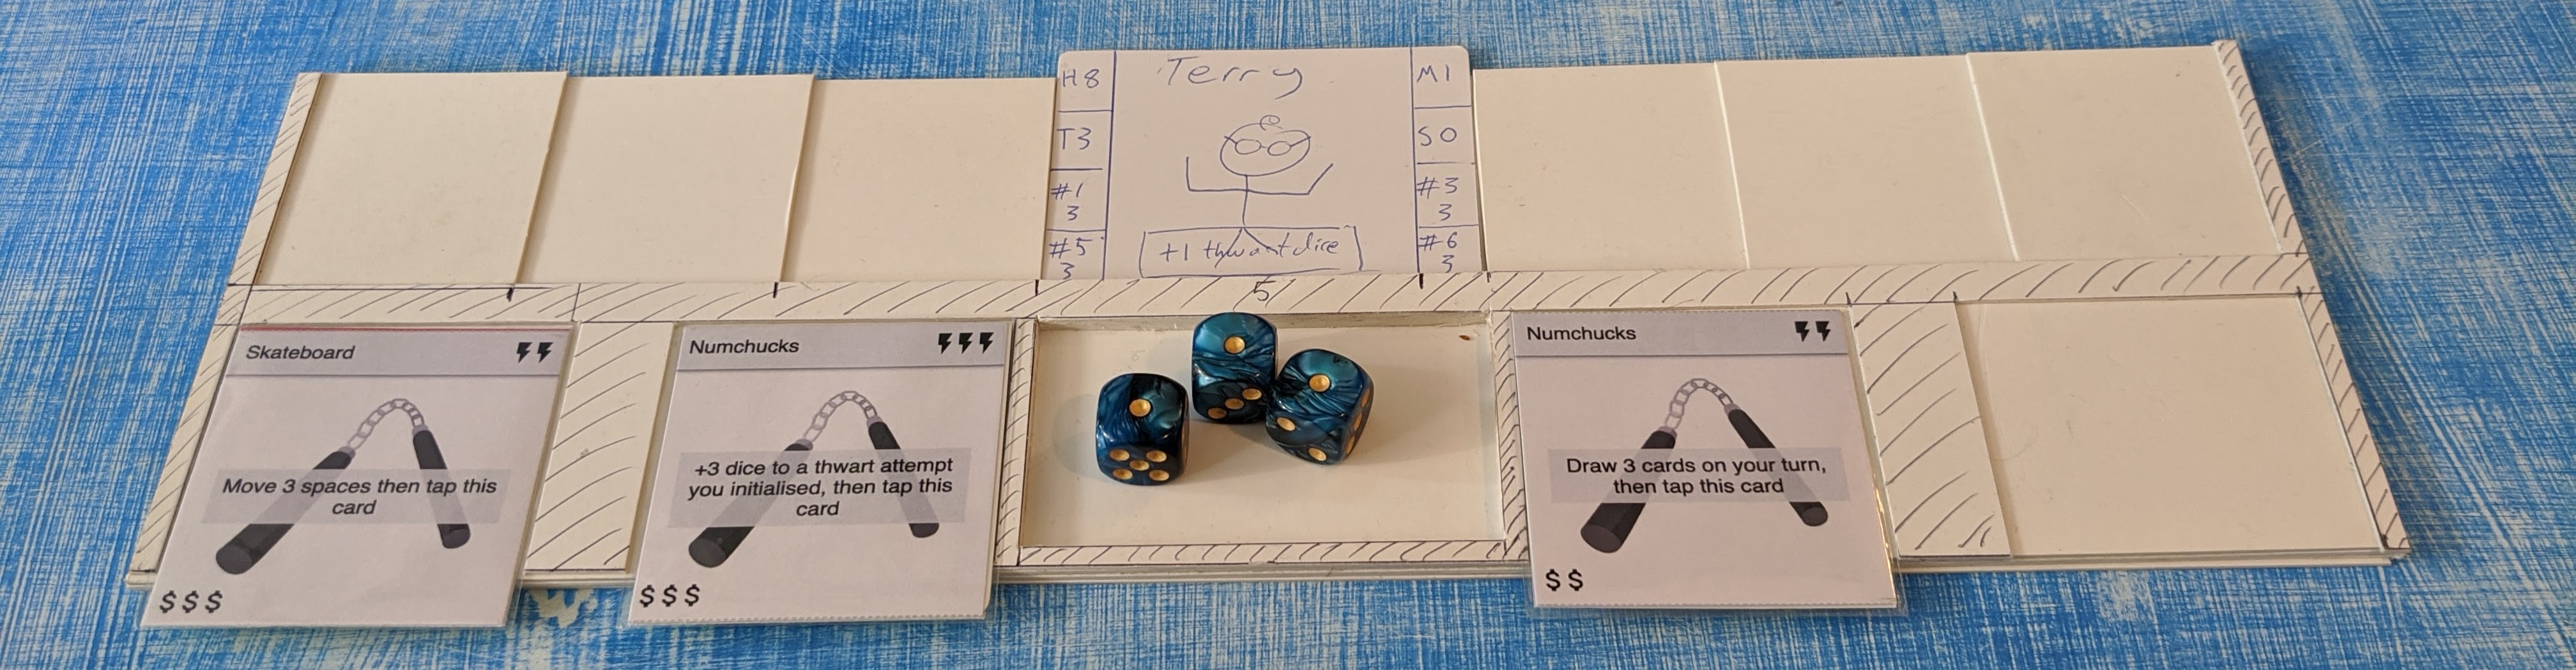 H8
T3
#1
3
#5
3
Terry
+1 thwart dice
M1
S0
#3
3
#6
3
5
Skateboard
Move 3 spaces then tap this
card
$ $ $
Numchucks
+3 dice to a thwart attempt
you initialised, then tap this
card
$ $ $
Numchucks
Draw 3 cards on your turn,
then tap this card
$ $